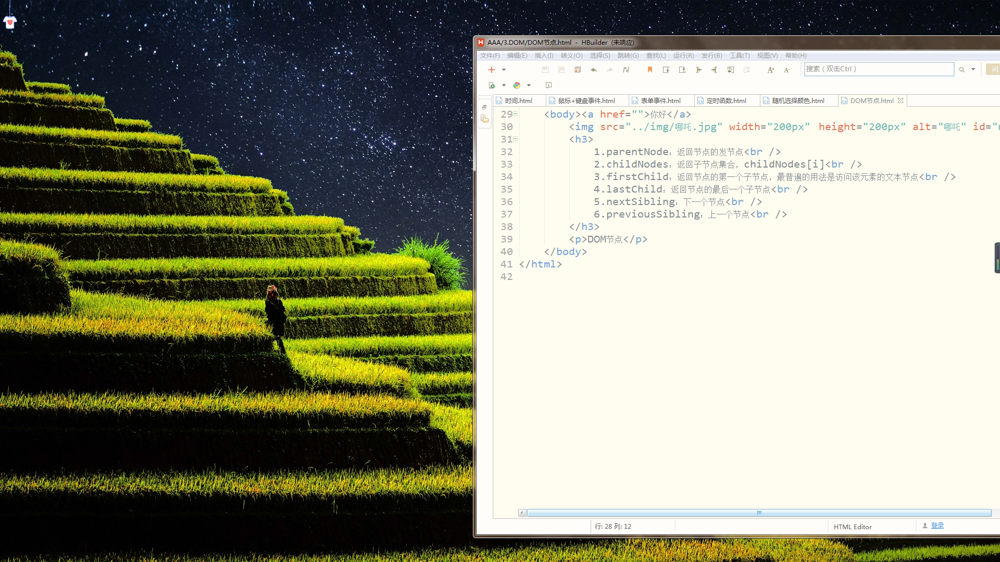 AAA/3.DOM/DOM节点.html - HBuilder (未响应)
文件(F) 编辑(E) 插入(I) 转义(O) 选择(S) 跳转(G) 查找(L) 运行(R) 发行(B) 工具(T) 视图(V) 帮助(H)
搜索（双击Ctrl） 问
时间.html 鼠标+键盘事件.html 表单事件.html 定时函数.html 随机选择颜色.html DOM节点.html
29 <body><a href="">你好</a>
30 <img src="../img/哪吒.jpg" width="200px" height="200px" alt="哪吒" id="
31 <h3>
32 1.parentNode：返回节点的发节点<br />
33 2.childNodes：返回子节点集合，childNodes[i]<br />
34 3.firstChild：返回节点的第一个子节点，最普遍的用法是访问该元素的文本节点<br />
35 4.lastChild：返回节点的最后一个子节点<br />
36 5.nextSibling：下一个节点<br />
37 6.previousSibling：上一个节点<br />
38 </h3>
39 <p>DOM节点</p>
40 </body>
41 </html>
42
行: 28 列: 12 HTML Editor 登录